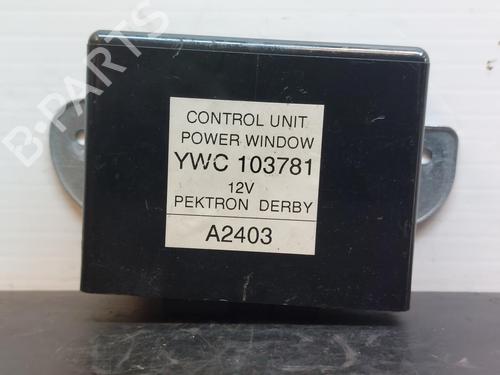 CONTROL UNIT
POWER WINDOW
YWC 103781
12V
PEKTRON DERBY
A2403
B-PARTS